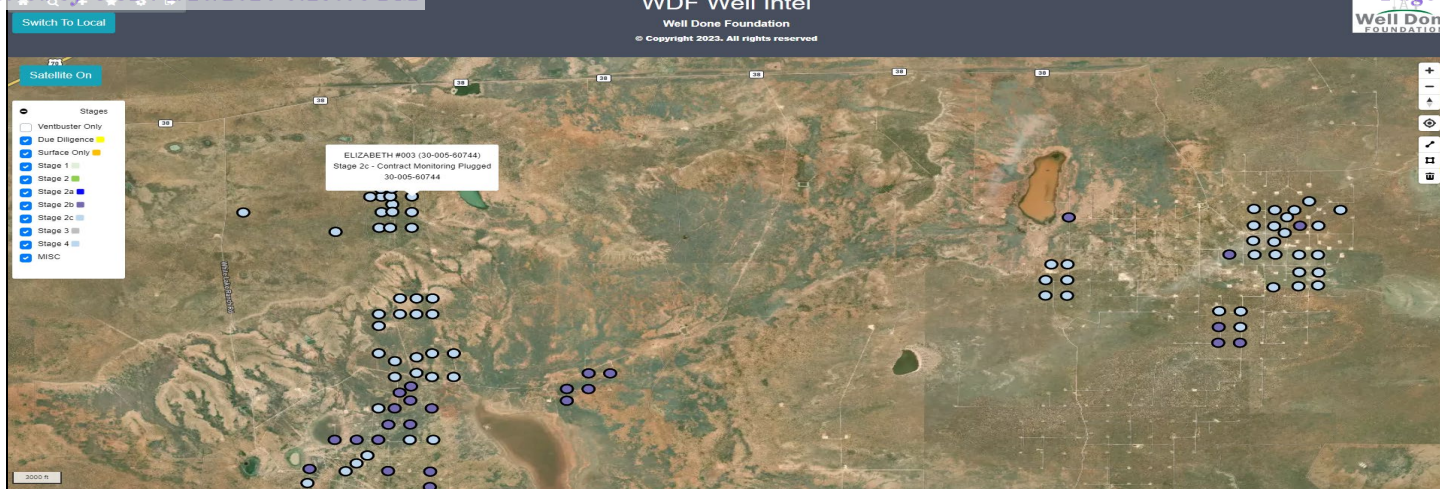 WDF Well Intel
Well Done Foundation
© Copyright 2023. All rights reserved
Switch To Local
Well Don
FOUNDATION
Satellite On
Stages
Ventbuster Only
Due Diligence
Surface Only
Stage 1
Stage 2
Stage 2a
Stage 2b
Stage 2c
Stage 3
Stage 4
MISC
38
38
38
38
38
38
38
ELIZABETH #003 (30-005-60744)
Stage 2c - Contract Monitoring Plugged
30-005-60744
3000 ft